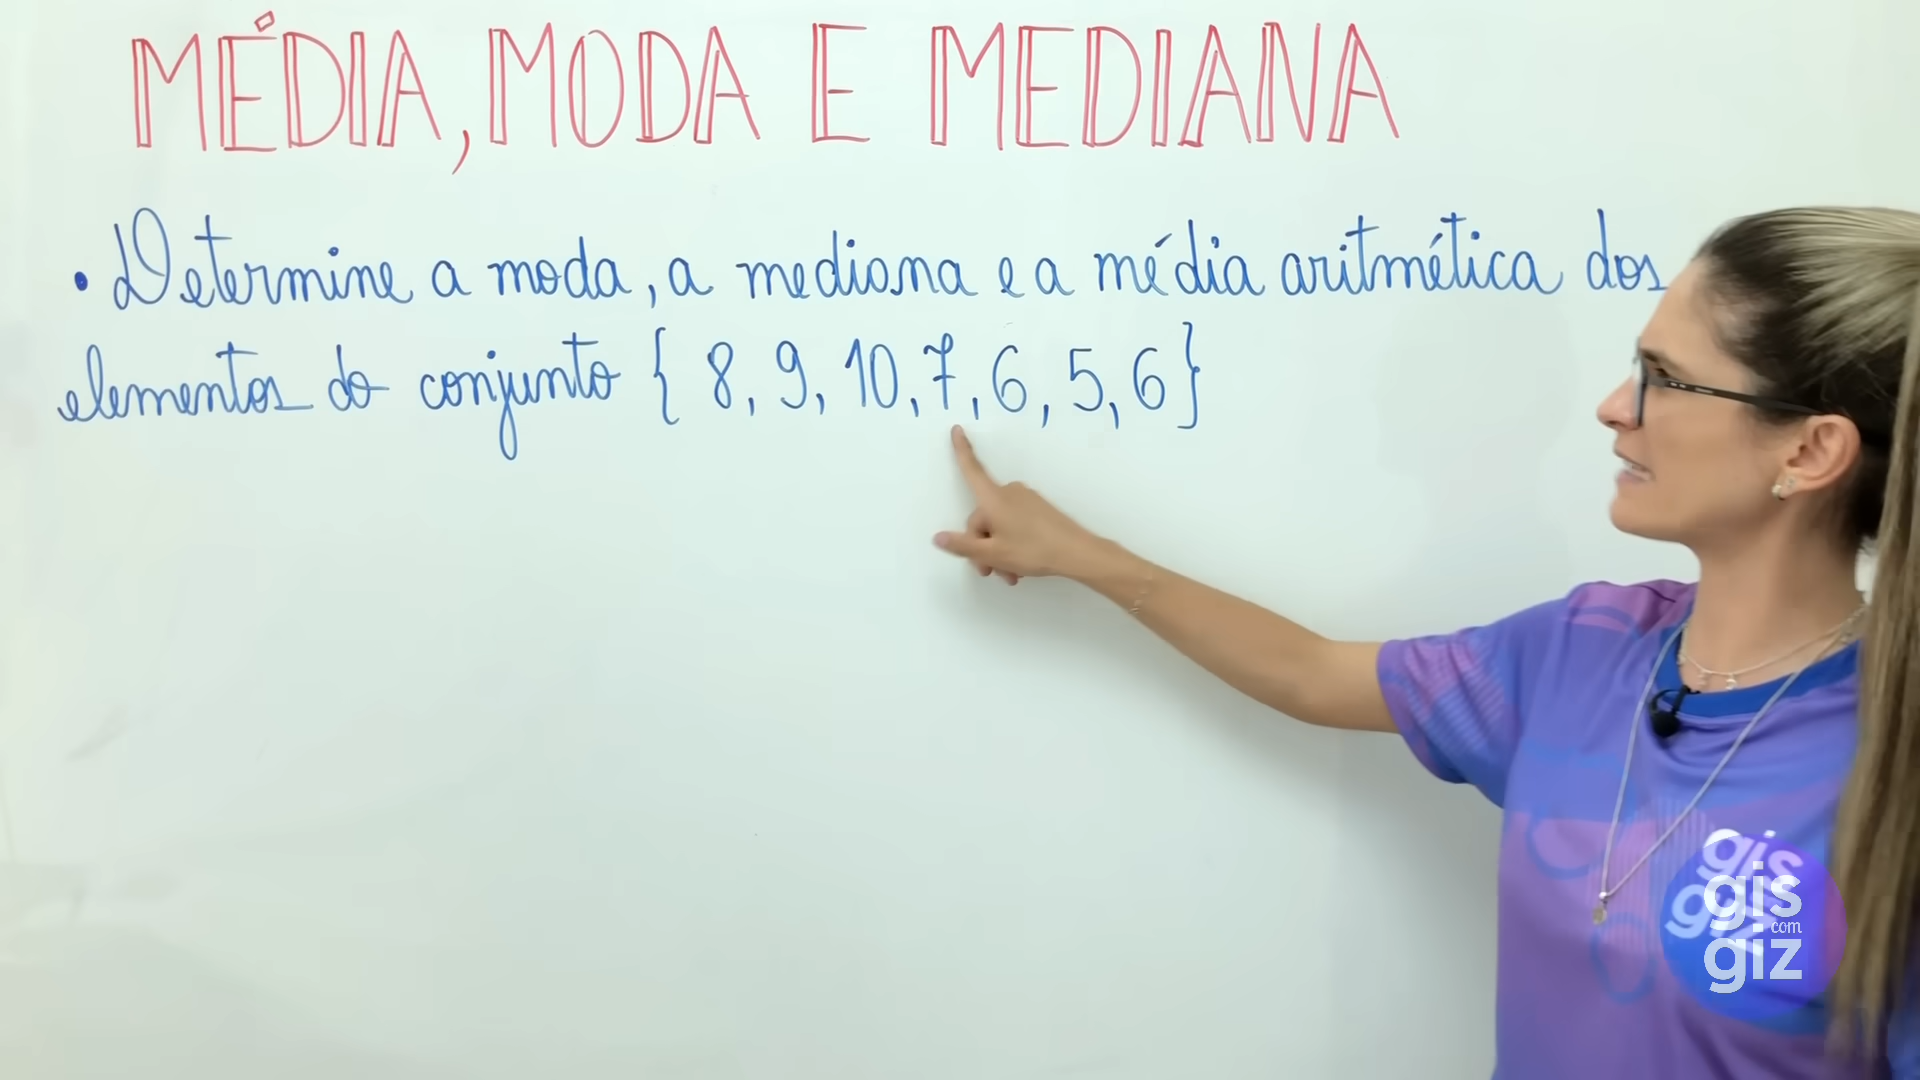 MÉDIA, MODA E MEDIANA
• Determine a moda, a mediana e a média aritmética dos
elementos do conjunto { 8, 9, 10, 7, 6, 5, 6 }
gis
gis
com
giz